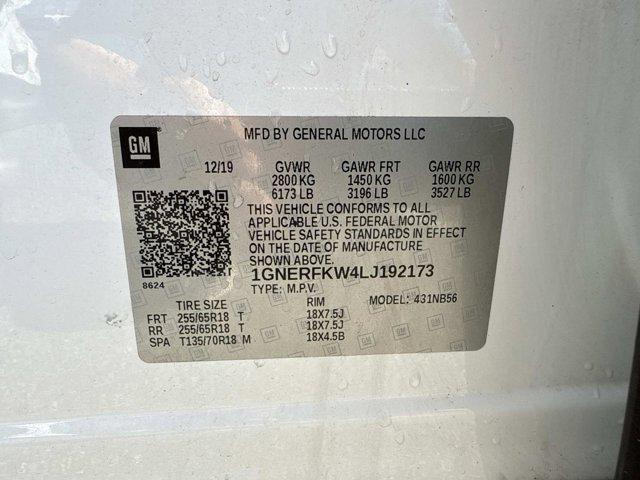 GM
MFD BY GENERAL MOTORS LLC
12/19 GVWR GAWR FRT GAWR RR
2800 KG 1450 KG 1600 KG
6173 LB 3196 LB 3527 LB
THIS VEHICLE CONFORMS TO ALL
APPLICABLE U.S. FEDERAL MOTOR
VEHICLE SAFETY STANDARDS IN EFFECT
ON THE DATE OF MANUFACTURE
SHOWN ABOVE.
8624
1GNERFKW4LJ192173
TYPE: M.P.V. MODEL: 431NB56
TIRE SIZE RIM
FRT 255/65R18 T 18X7.5J
RR 255/65R18 T 18X7.5J
SPA T135/70R18 M 18X4.5B